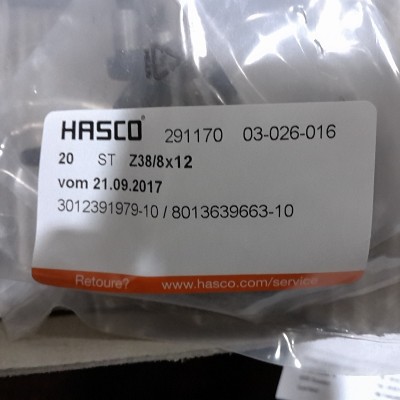 HASCO® 291170 03-026-016
20 ST Z38/8x12
vom 21.09.2017
3012391979-10 / 8013639663-10
Retoure? www.hasco.com/service